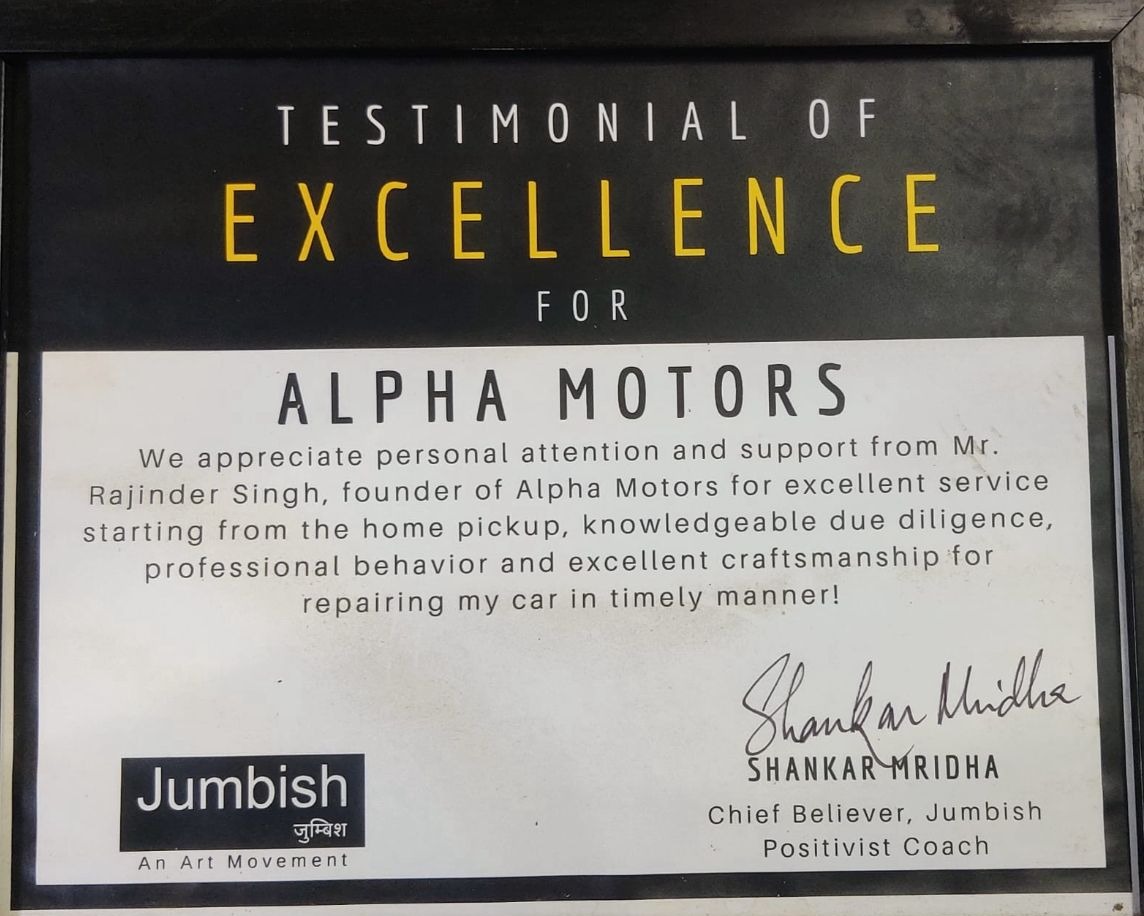 TESTIMONIAL OF
EXCELLENCE
FOR
ALPHA MOTORS
We appreciate personal attention and support from Mr.
Rajinder Singh, founder of Alpha Motors for excellent service
starting from the home pickup, knowledgeable due diligence,
professional behavior and excellent craftsmanship for
repairing my car in timely manner!
Shankar Mridha
SHANKAR MRIDHA
Chief Believer, Jumbish
Positivist Coach
Jumbish
जुम्बिश
An Art Movement